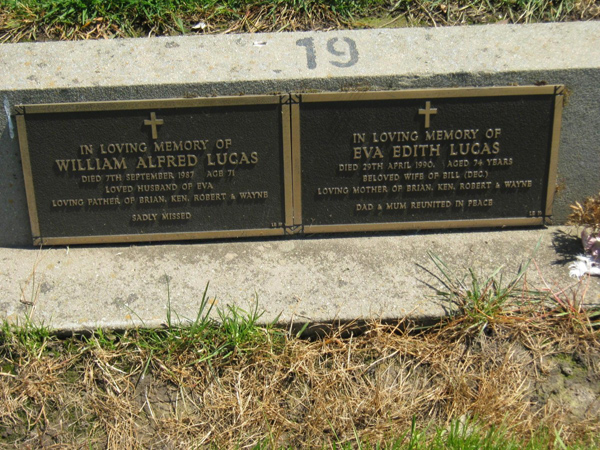 19
IN LOVING MEMORY OF
WILLIAM ALFRED LUCAS
DIED 7TH SEPTEMBER 1987 AGE 71
LOVED HUSBAND OF EVA
LOVING FATHER OF BRIAN, KEN, ROBERT & WAYNE
SADLY MISSED
IN LOVING MEMORY OF
EVA EDITH LUCAS
DIED 29TH APRIL 1990, AGED 74 YEARS
BELOVED WIFE OF BILL (DEC.)
LOVING MOTHER OF BRIAN, KEN, ROBERT & WAYNE
DAD & MUM REUNITED IN PEACE